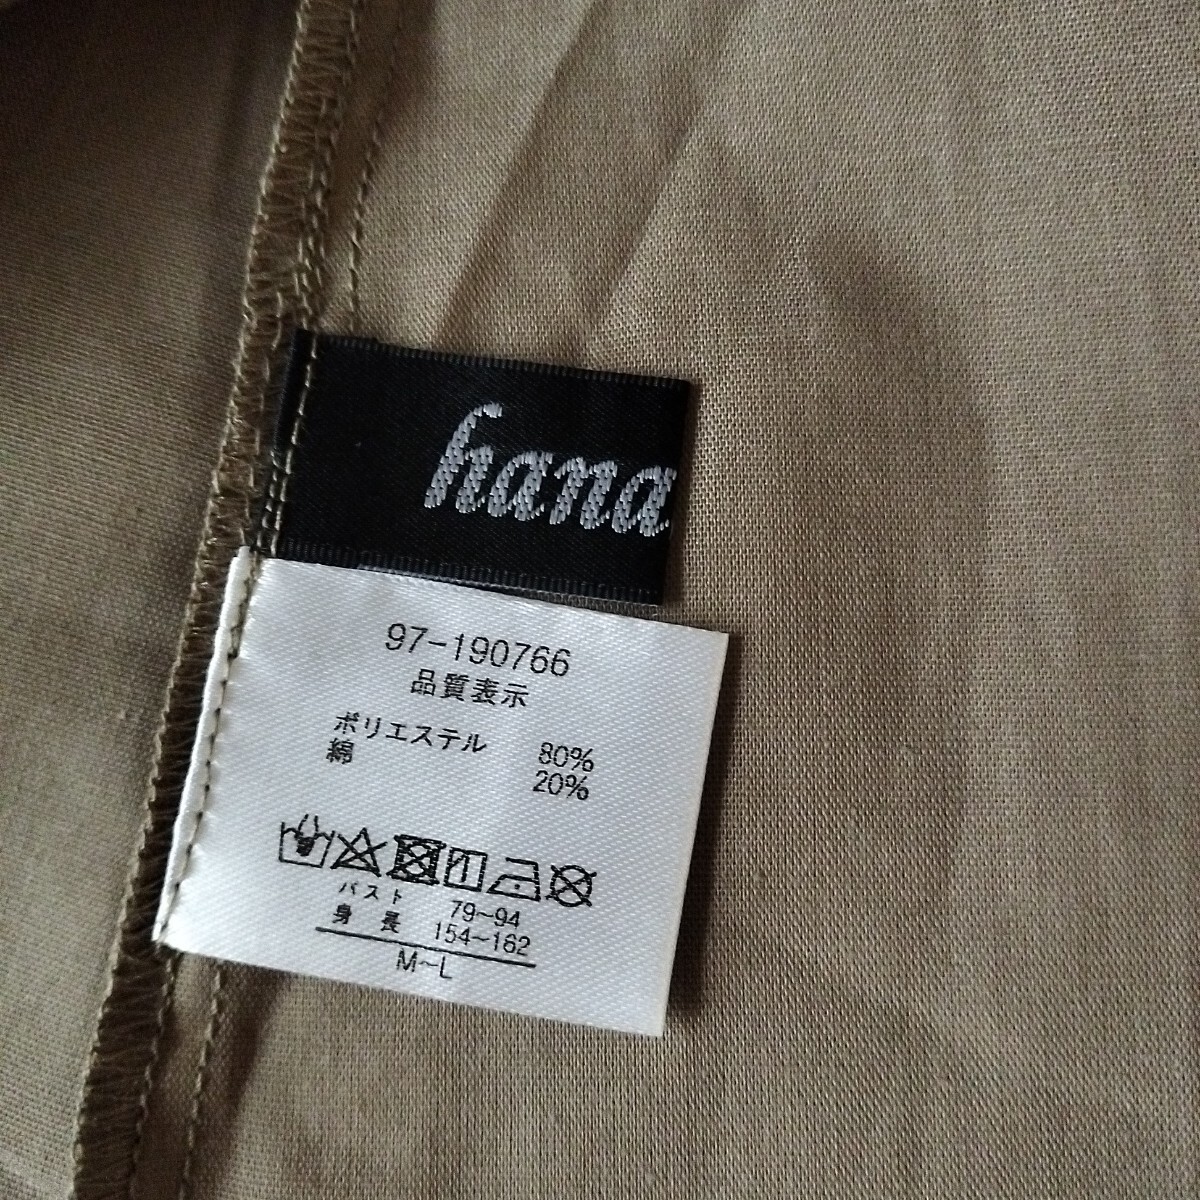 hana
97-190766
品質表示
ポリエステル 80%
綿 20%
バスト 79~94
身長 154~162
M~L